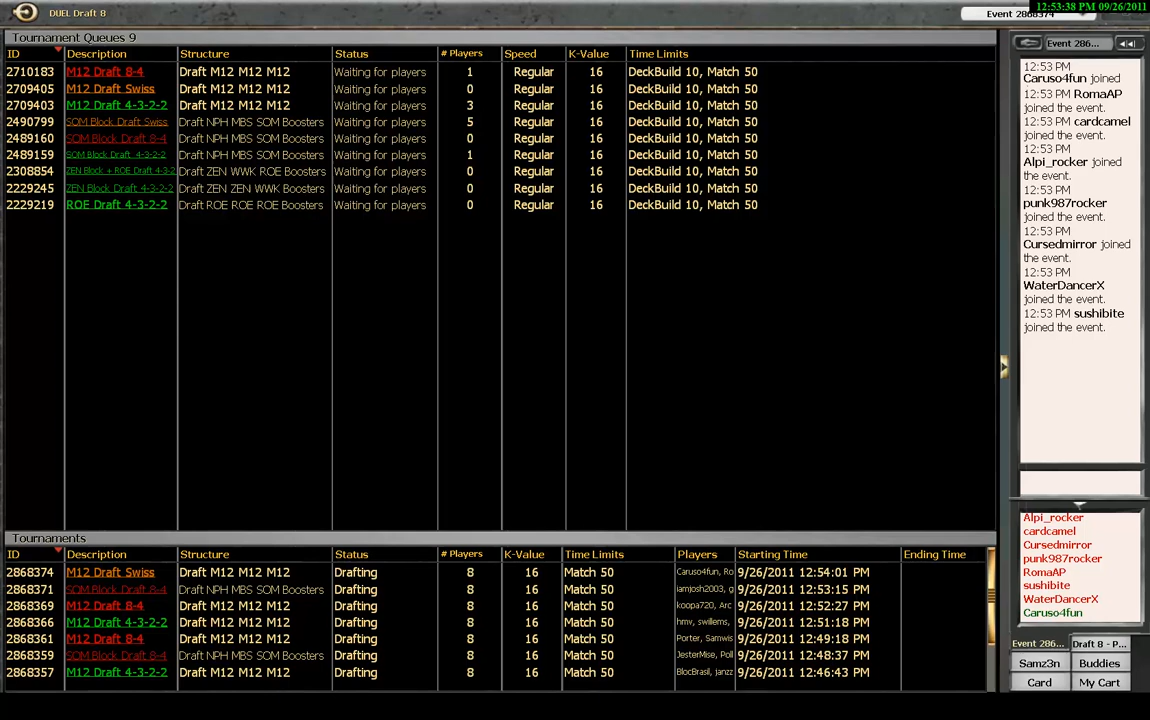 12:53:38 PM 09/26/2011
DUEL Draft 8
Event 2868374
Tournament Queues 9
ID Description Structure Status # Players Speed K-Value Time Limits
2710183 M12 Draft 8-4 Draft M12 M12 M12 Waiting for players 1 Regular 16 DeckBuild 10, Match 50
2709405 M12 Draft Swiss Draft M12 M12 M12 Waiting for players 0 Regular 16 DeckBuild 10, Match 50
2709403 M12 Draft 4-3-2-2 Draft M12 M12 M12 Waiting for players 3 Regular 16 DeckBuild 10, Match 50
2490799 SOM Block Draft Swiss Draft NPH MBS SOM Boosters Waiting for players 5 Regular 16 DeckBuild 10, Match 50
2489160 SOM Block Draft 8-4 Draft NPH MBS SOM Boosters Waiting for players 0 Regular 16 DeckBuild 10, Match 50
2489159 SOM Block Draft 4-3-2-2 Draft NPH MBS SOM Boosters Waiting for players 1 Regular 16 DeckBuild 10, Match 50
2308854 ZEN Block + ROE Draft 4-3-2 Draft ZEN WWK ROE Boosters Waiting for players 0 Regular 16 DeckBuild 10, Match 50
2229245 ZEN Block Draft 4-3-2-2 Draft ZEN ZEN WWK Boosters Waiting for players 0 Regular 16 DeckBuild 10, Match 50
2229219 ROE Draft 4-3-2-2 Draft ROE ROE ROE Boosters Waiting for players 0 Regular 16 DeckBuild 10, Match 50
Tournaments
ID Description Structure Status # Players K-Value Time Limits Players Starting Time Ending Time
2868374 M12 Draft Swiss Draft M12 M12 M12 Drafting 8 16 Match 50 Caruso4fun, Ro 9/26/2011 12:54:01 PM
2868371 SOM Block Draft 8-4 Draft NPH MBS SOM Boosters Drafting 8 16 Match 50 iamjosh2003, g 9/26/2011 12:53:15 PM
2868369 M12 Draft 8-4 Draft M12 M12 M12 Drafting 8 16 Match 50 koopa720, Arc 9/26/2011 12:52:27 PM
2868366 M12 Draft 4-3-2-2 Draft M12 M12 M12 Drafting 8 16 Match 50 hmv, swillems, 9/26/2011 12:51:18 PM
2868361 M12 Draft 8-4 Draft M12 M12 M12 Drafting 8 16 Match 50 Porter, Samwis 9/26/2011 12:49:18 PM
2868359 SOM Block Draft 8-4 Draft NPH MBS SOM Boosters Drafting 8 16 Match 50 JesterMise, Poll 9/26/2011 12:48:37 PM
2868357 M12 Draft 4-3-2-2 Draft M12 M12 M12 Drafting 8 16 Match 50 BlocBrasil, janzz 9/26/2011 12:46:43 PM
Event 286...
12:53 PM
Caruso4fun joined
12:53 PM RomaAP
joined the event.
12:53 PM cardcamel
joined the event.
12:53 PM
Alpi_rocker joined
the event.
12:53 PM
punk987rocker
joined the event.
12:53 PM
Cursedmirror joined
the event.
12:53 PM
WaterDancerX
joined the event.
12:53 PM sushibite
joined the event.
Alpi_rocker
cardcamel
Cursedmirror
punk987rocker
RomaAP
sushibite
WaterDancerX
Caruso4fun
Event 286... Draft 8 - P...
Samz3n Buddies
Card My Cart